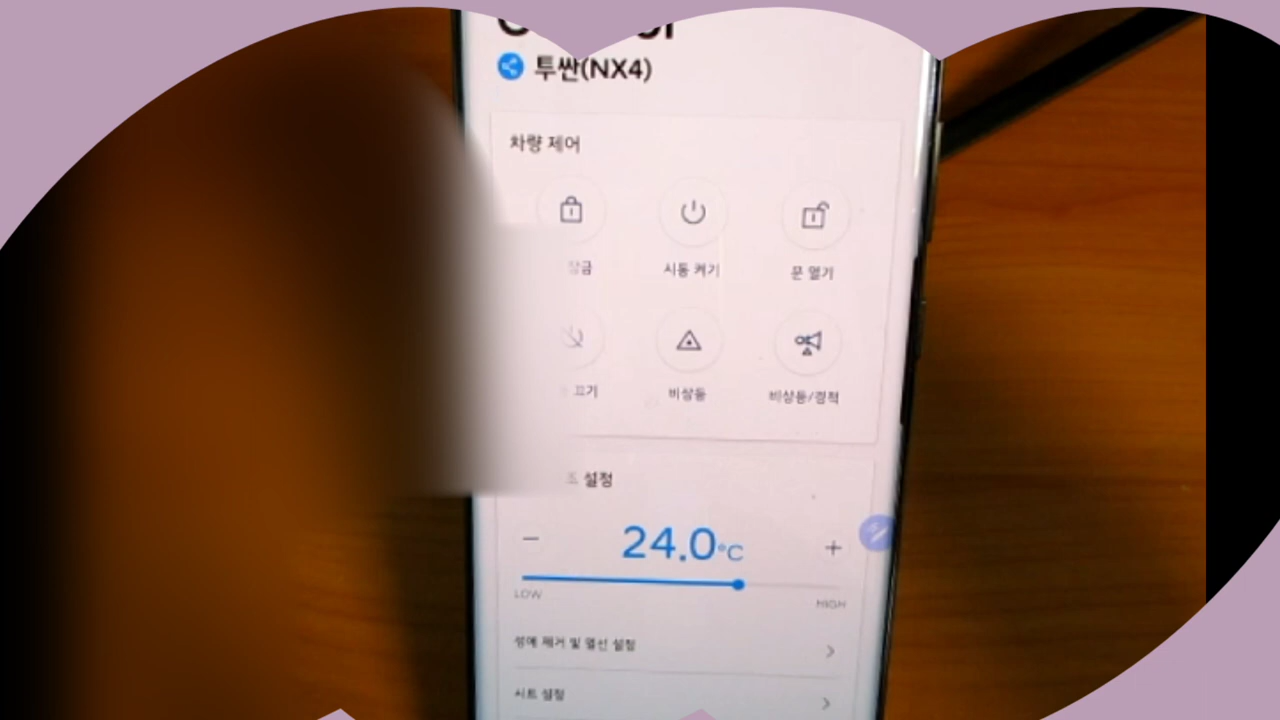 투싼(NX4)
차량 제어
시동 켜기
문 열기
끄기
비상등
비상등/경적
설정
24.0°C
LOW
HIGH
성에 제거 및 열선 설정
시트 설정